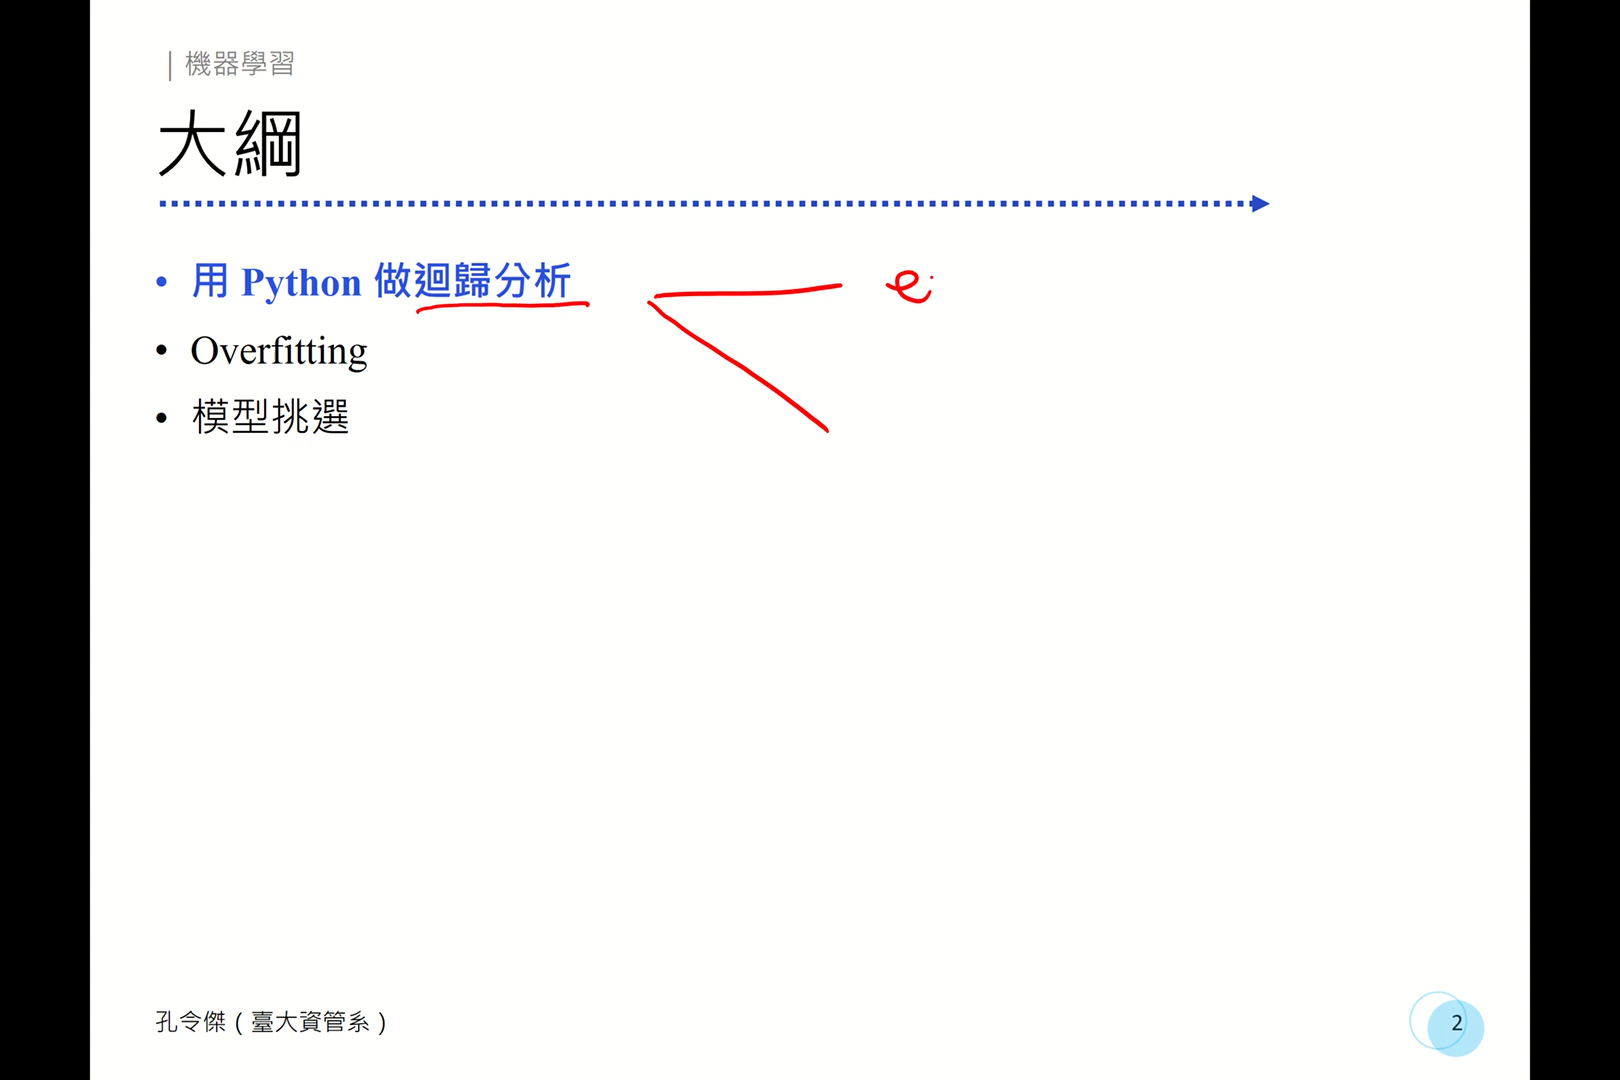 | 機器學習
大綱
• 用 Python 做迴歸分析
e
• Overfitting
• 模型挑選
孔令傑（臺大資管系）
2